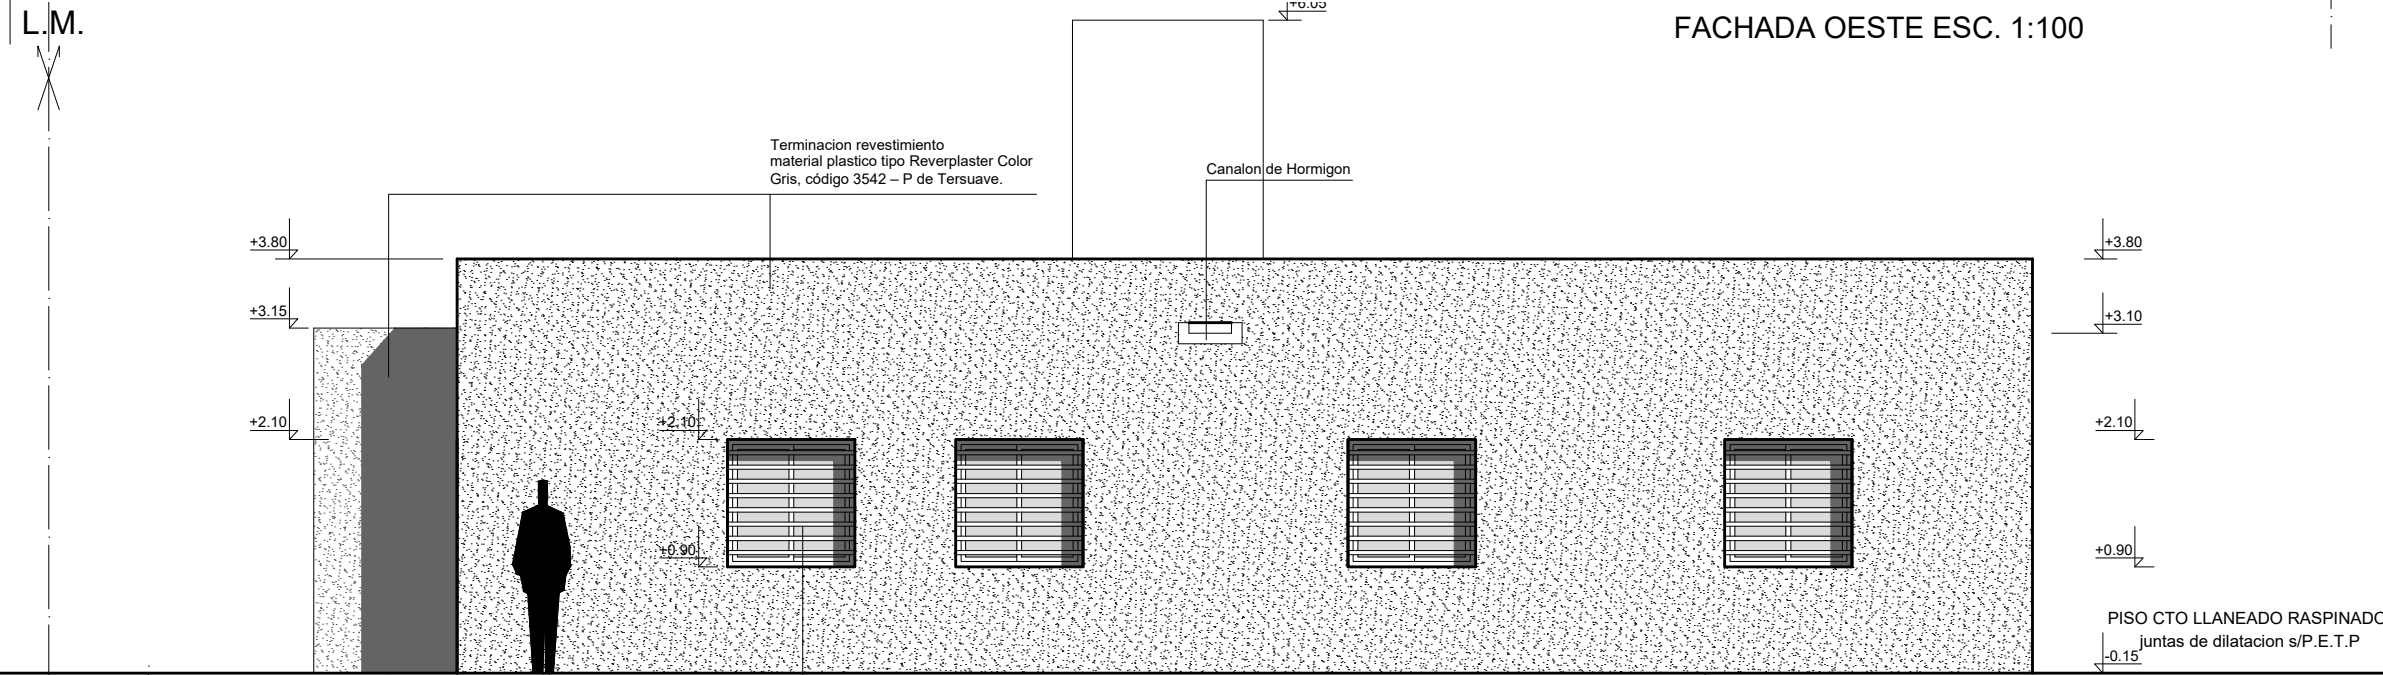 L.M.
+6.05
FACHADA OESTE ESC. 1:100
Terminacion revestimiento
material plastico tipo Reverplaster Color
Gris, código 3542 – P de Tersuave.
Canalon de Hormigon
+3.80
+3.80
+3.15
+3.10
+2.10
+2.10
+2.10
+0.90
+0.90
PISO CTO LLANEADO RASPINADO
juntas de dilatacion s/P.E.T.P
-0.15